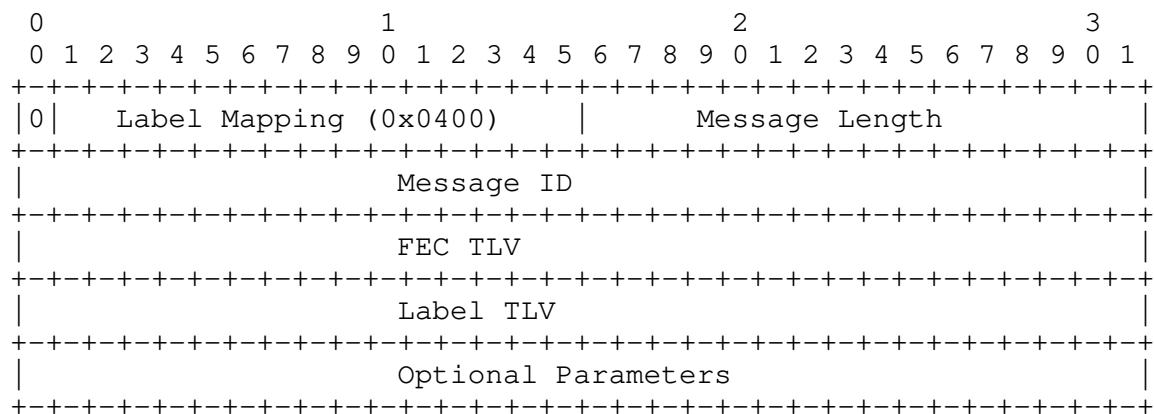 0                   1                   2                   3
 0 1 2 3 4 5 6 7 8 9 0 1 2 3 4 5 6 7 8 9 0 1 2 3 4 5 6 7 8 9 0 1
+-+-+-+-+-+-+-+-+-+-+-+-+-+-+-+-+-+-+-+-+-+-+-+-+-+-+-+-+-+-+-+-+
|0|   Label Mapping (0x0400)    |      Message Length           |
+-+-+-+-+-+-+-+-+-+-+-+-+-+-+-+-+-+-+-+-+-+-+-+-+-+-+-+-+-+-+-+-+
|                     Message ID                                |
+-+-+-+-+-+-+-+-+-+-+-+-+-+-+-+-+-+-+-+-+-+-+-+-+-+-+-+-+-+-+-+-+
|                     FEC TLV                                   |
+-+-+-+-+-+-+-+-+-+-+-+-+-+-+-+-+-+-+-+-+-+-+-+-+-+-+-+-+-+-+-+-+
|                     Label TLV                                 |
+-+-+-+-+-+-+-+-+-+-+-+-+-+-+-+-+-+-+-+-+-+-+-+-+-+-+-+-+-+-+-+-+
|                     Optional Parameters                       |
+-+-+-+-+-+-+-+-+-+-+-+-+-+-+-+-+-+-+-+-+-+-+-+-+-+-+-+-+-+-+-+-+